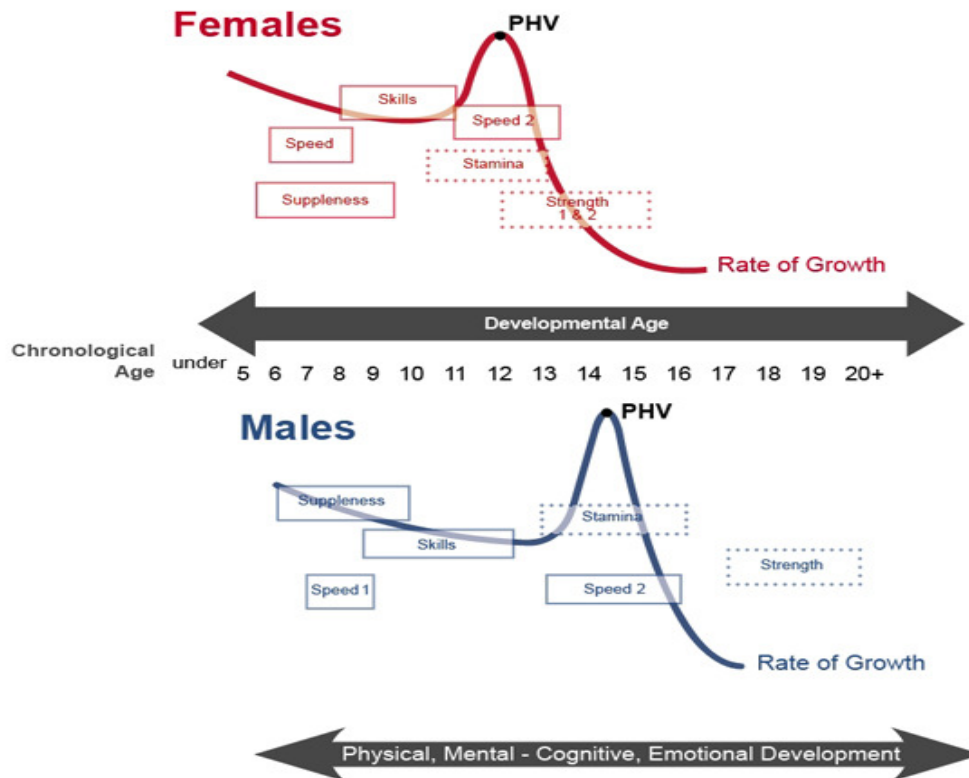 Females
PHV
Skills
Speed 2
Speed
Stamina
Suppleness
Strength
1 & 2
Rate of Growth
Developmental Age
Chronological
Age
under 5 6 7 8 9 10 11 12 13 14 15 16 17 18 19 20+
Males
PHV
Suppleness
Stamina
Skills
Strength
Speed 1
Speed 2
Rate of Growth
Physical, Mental - Cognitive, Emotional Development